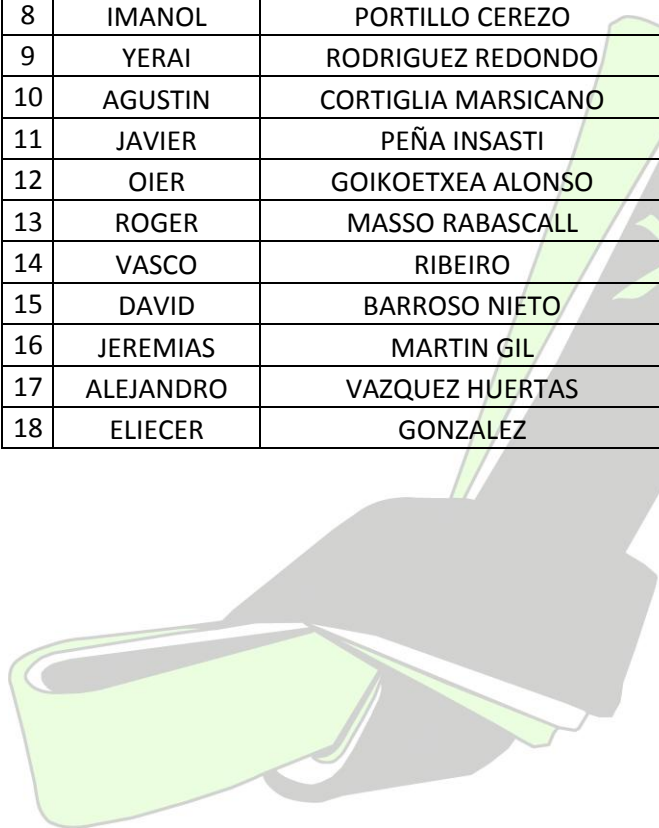 8 IMANOL PORTILLO CEREZO
9 YERAI RODRIGUEZ REDONDO
10 AGUSTIN CORTIGLIA MARSICANO
11 JAVIER PEÑA INSASTI
12 OIER GOIKOETXEA ALONSO
13 ROGER MASSO RABASCALL
14 VASCO RIBEIRO
15 DAVID BARROSO NIETO
16 JEREMIAS MARTIN GIL
17 ALEJANDRO VAZQUEZ HUERTAS
18 ELIECER GONZALEZ